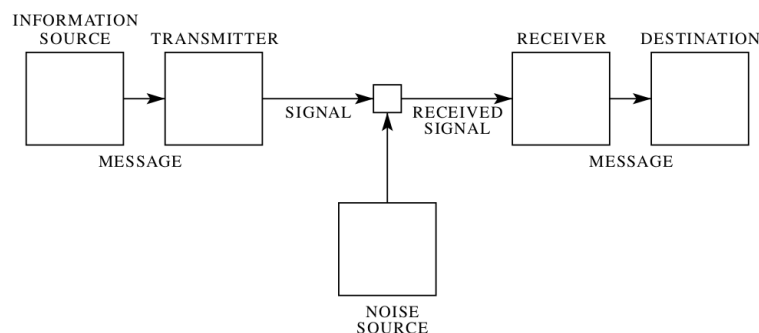 INFORMATION
SOURCE
TRANSMITTER
RECEIVER
DESTINATION
SIGNAL
RECEIVED
SIGNAL
MESSAGE
MESSAGE
NOISE
SOURCE